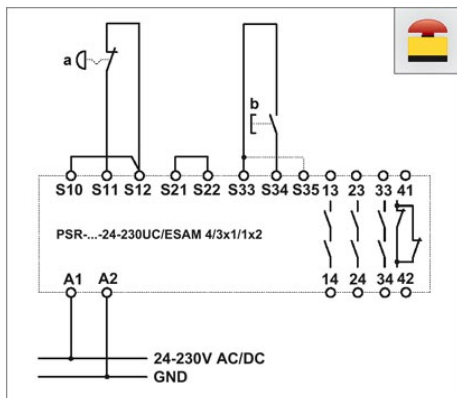 a
b
S10 S11 S12 S21 S22 S33 S34 S35 13 23 33 41
PSR-...-24-230UC/ESAM 4/3x1/1x2
14 24 34 42
A1 A2
24-230V AC/DC
GND